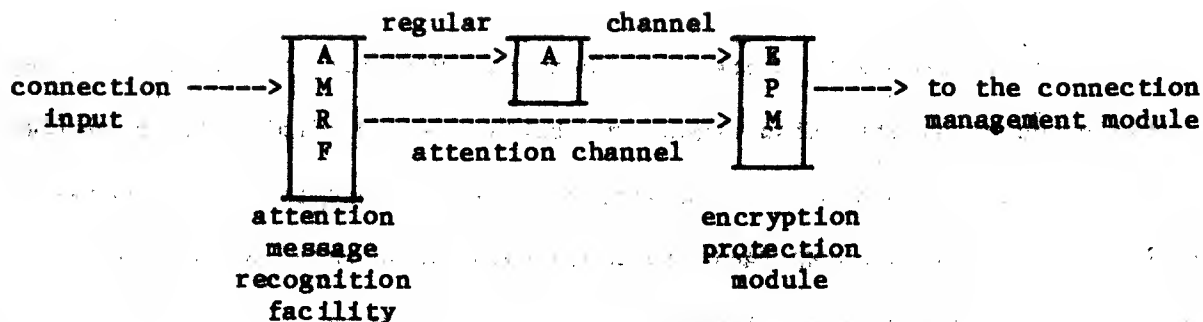 regular channel
A A E
connection -----> M -----> P -----> to the connection
input R M management module
F attention channel
attention encryption
message protection
recognition module
facility